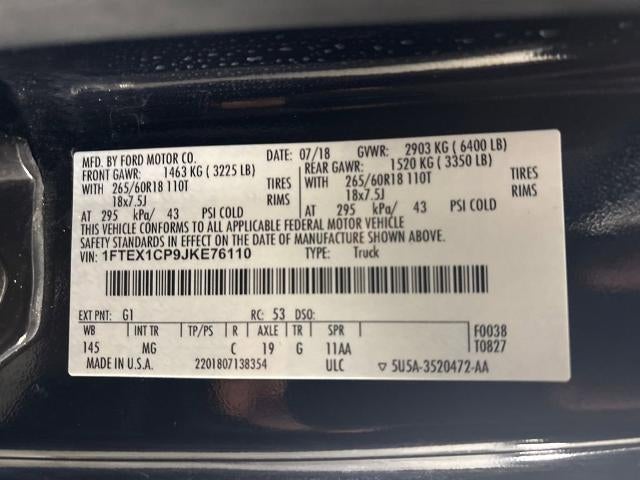 MFD. BY FORD MOTOR CO. DATE: 07/18 GVWR: 2903 KG ( 6400 LB)
FRONT GAWR: 1463 KG ( 3225 LB) REAR GAWR: 1520 KG ( 3350 LB)
WITH 265/60R18 110T TIRES WITH 265/60R18 110T TIRES
18x7.5J RIMS 18x7.5J RIMS
AT 295 kPa/ 43 PSI COLD AT 295 kPa/ 43 PSI COLD
THIS VEHICLE CONFORMS TO ALL APPLICABLE FEDERAL MOTOR VEHICLE
SAFETY STANDARDS IN EFFECT ON THE DATE OF MANUFACTURE SHOWN ABOVE.
VIN: 1FTEX1CP9JKE76110 TYPE: Truck
EXT PNT: G1 RC: 53 DSO:
WB INT TR TP/PS R AXLE TR SPR F0038
145 MG C 19 G 11AA T0827
MADE IN U.S.A. 2201807138354 ULC ▽ 5U5A-3520472-AA